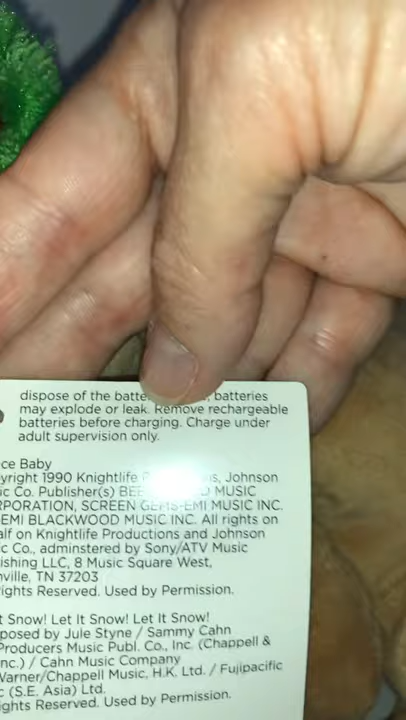 dispose of the batte , batteries
may explode or leak. Remove rechargeable
batteries before charging. Charge under
adult supervision only.
ce Baby
yright 1990 Knightlife P s, Johnson
ic Co. Publisher(s) BEE D MUSIC
RPORATION, SCREEN GEMS-EMI MUSIC INC.
EMI BLACKWOOD MUSIC INC. All rights on
alf on Knightlife Productions and Johnson
c Co., adminstered by Sony/ATV Music
ishing LLC, 8 Music Square West,
nville, TN 37203
ights Reserved. Used by Permission.
t Snow! Let It Snow! Let It Snow!
posed by Jule Styne / Sammy Cahn
Producers Music Publ. Co., Inc. (Chappell &
nc.) / Cahn Music Company
Warner/Chappell Music, H.K. Ltd. / Fujipacific
c (S.E. Asia) Ltd.
ights Reserved. Used by Permission.